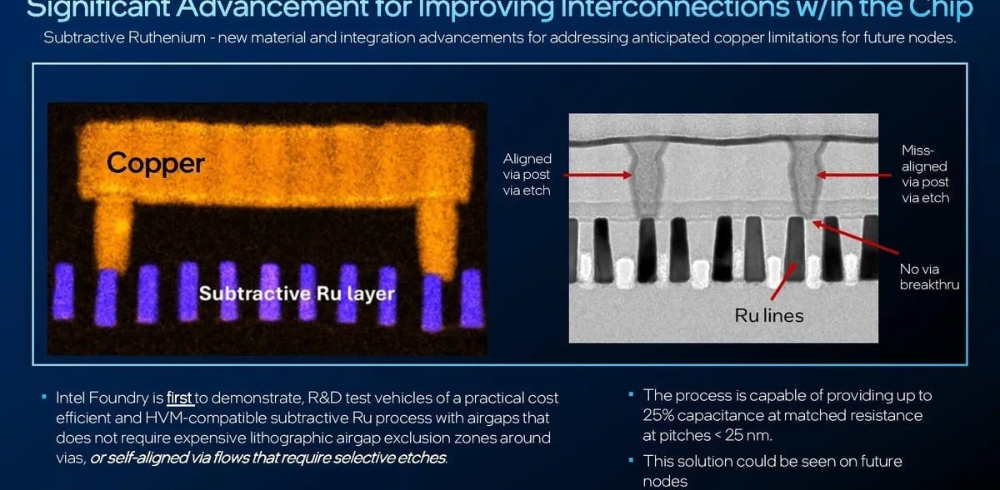 Significant Advancement for Improving Interconnections w/in the Chip
Subtractive Ruthenium - new material and integration advancements for addressing anticipated copper limitations for future nodes.
Copper
Subtractive Ru layer
Aligned
via post
via etch
Miss-
aligned
via post
via etch
No via
breakthru
Ru lines
▪ Intel Foundry is first to demonstrate, R&D test vehicles of a practical cost
efficient and HVM-compatible subtractive Ru process with airgaps that
does not require expensive lithographic airgap exclusion zones around
vias, or self-aligned via flows that require selective etches.
▪ The process is capable of providing up to
25% capacitance at matched resistance
at pitches < 25 nm.
▪ This solution could be seen on future
nodes